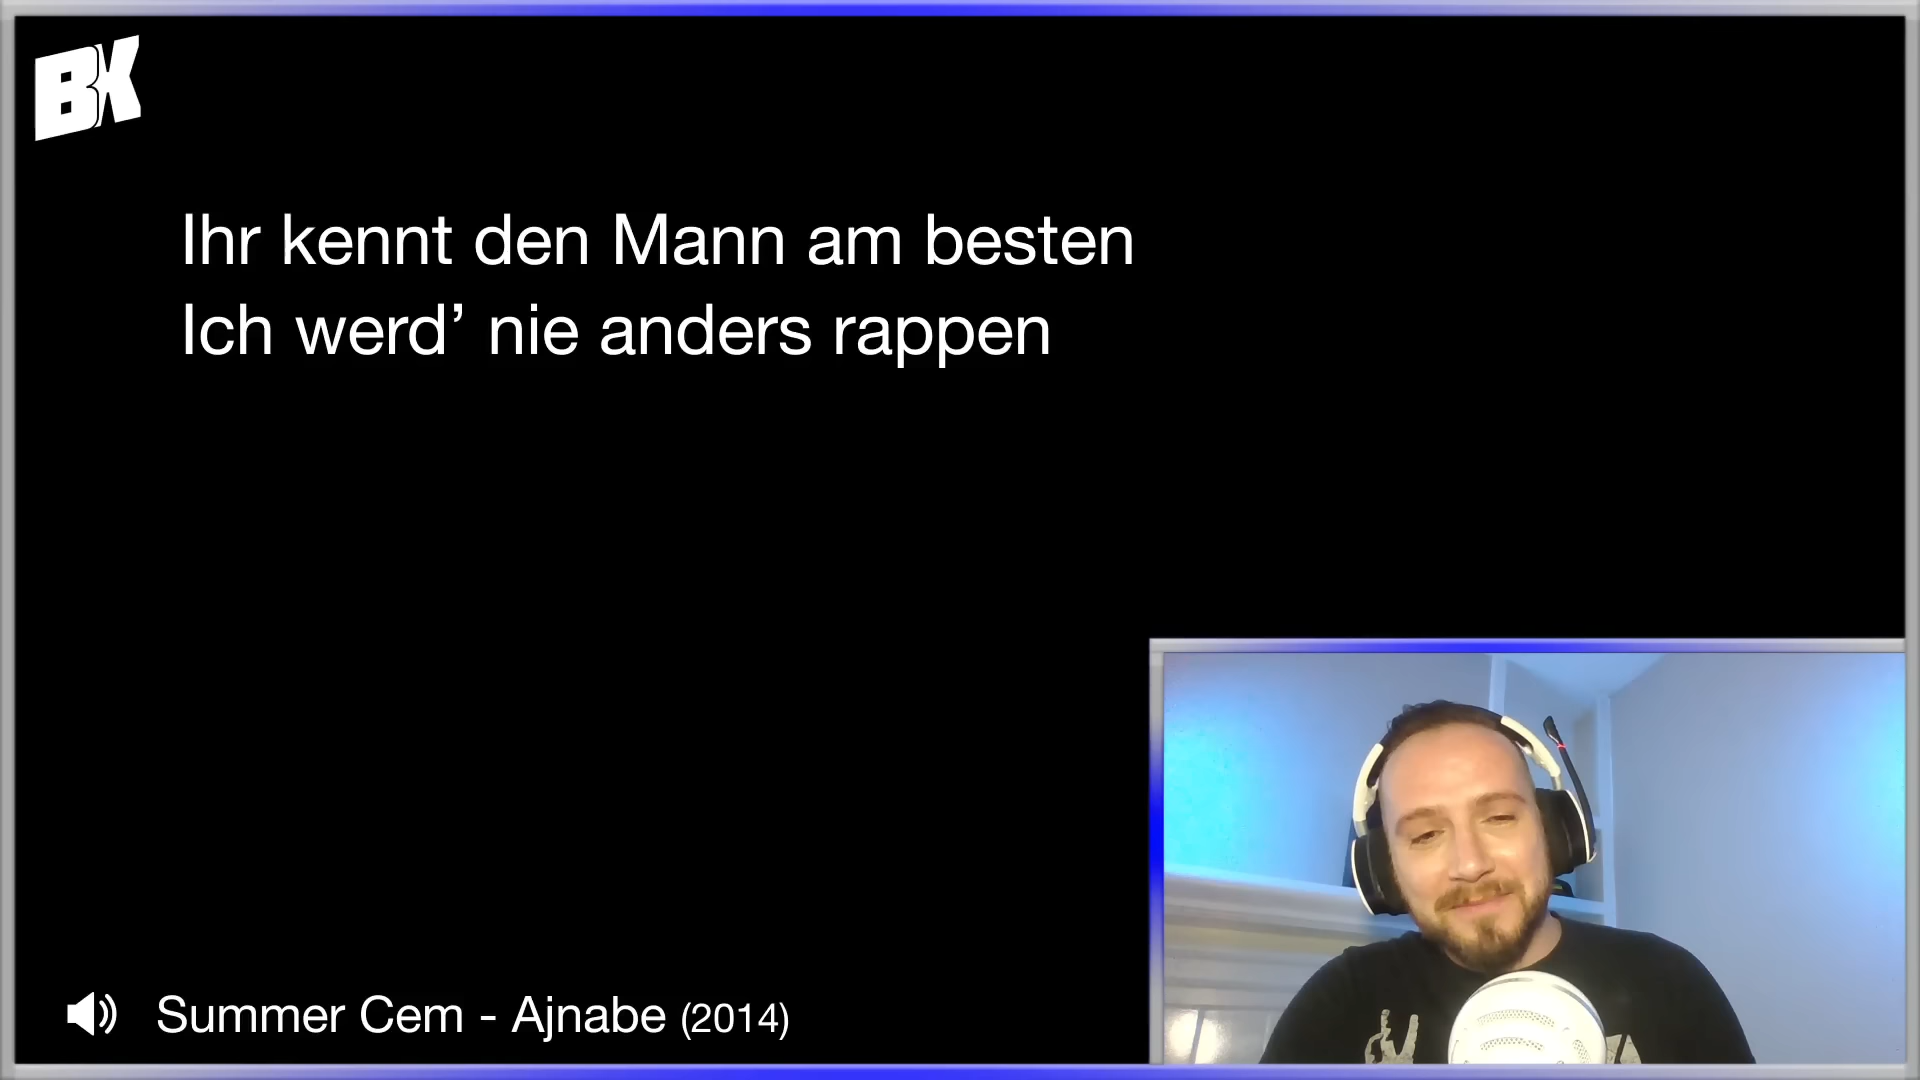 BK
Ihr kennt den Mann am besten
Ich werd’ nie anders rappen
Summer Cem - Ajnabe (2014)